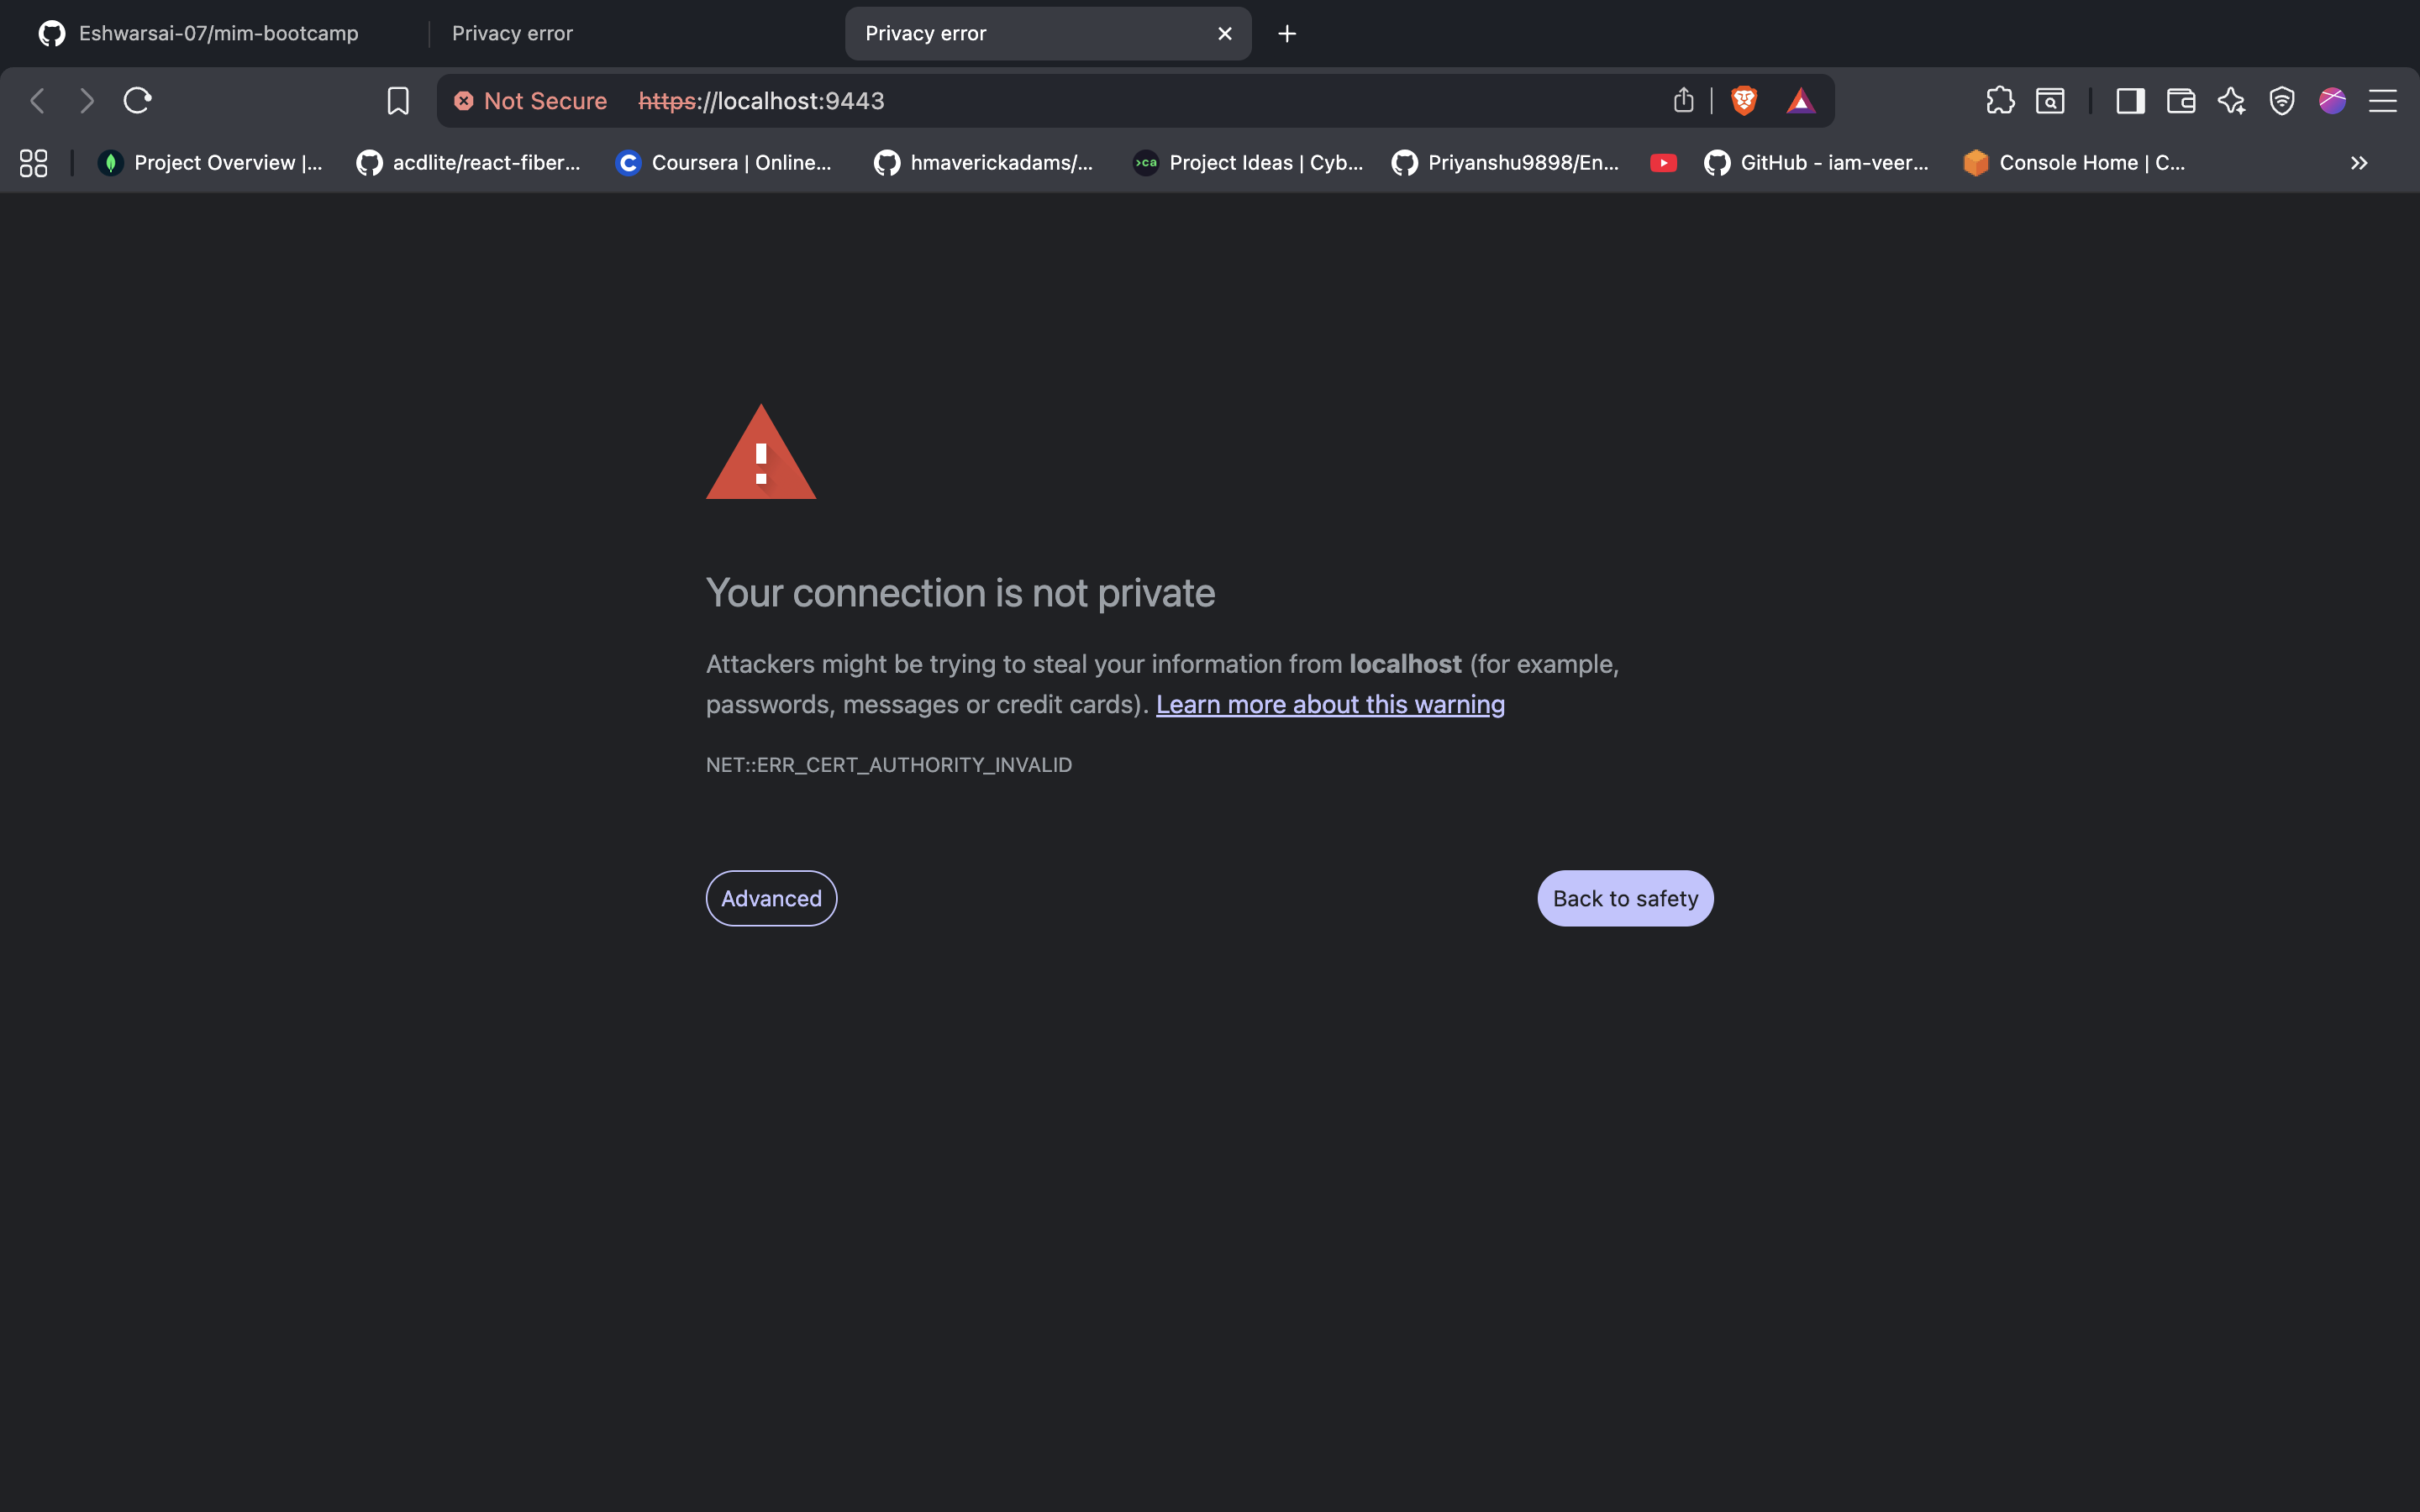 Eshwarsai-07/mim-bootcamp
Privacy error
Privacy error
Not Secure https://localhost:9443
Project Overview |...
acdlite/react-fiber...
Coursera | Online...
hmaverickadams/...
>ca
Project Ideas | Cyb...
Priyanshu9898/En...
GitHub - iam-veer...
Console Home | C...
Your connection is not private
Attackers might be trying to steal your information from localhost (for example,
passwords, messages or credit cards). Learn more about this warning
NET::ERR_CERT_AUTHORITY_INVALID
Advanced
Back to safety